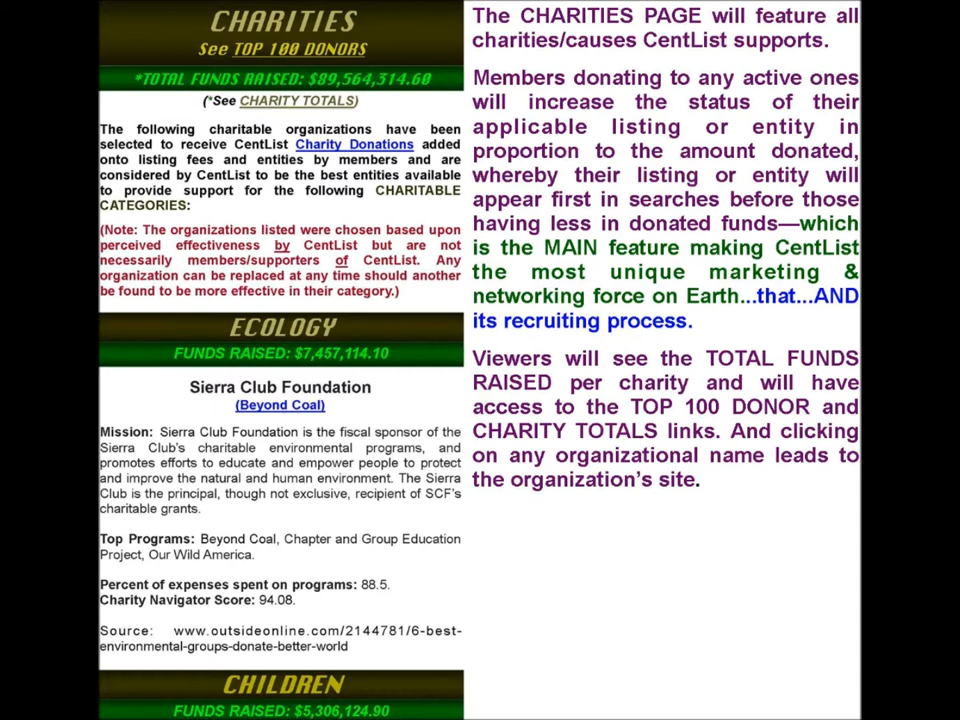 CHARITIES
See TOP 100 DONORS
*TOTAL FUNDS RAISED: $89,564,314.60
(*See CHARITY TOTALS)
The following charitable organizations have been
selected to receive CentList Charity Donations added
onto listing fees and entities by members and are
considered by CentList to be the best entities available
to provide support for the following CHARITABLE
CATEGORIES:
(Note: The organizations listed were chosen based upon
perceived effectiveness by CentList but are not
necessarily members/supporters of CentList. Any
organization can be replaced at any time should another
be found to be more effective in their category.)
ECOLOGY
FUNDS RAISED: $7,457,114.10
Sierra Club Foundation
(Beyond Coal)
Mission: Sierra Club Foundation is the fiscal sponsor of the
Sierra Club's charitable environmental programs, and
promotes efforts to educate and empower people to protect
and improve the natural and human environment. The Sierra
Club is the principal, though not exclusive, recipient of SCF's
charitable grants.
Top Programs: Beyond Coal, Chapter and Group Education
Project, Our Wild America.
Percent of expenses spent on programs: 88.5.
Charity Navigator Score: 94.08.
Source: www.outsideonline.com/2144781/6-best-
environmental-groups-donate-better-world
CHILDREN
FUNDS RAISED: $5,306,124.90
The CHARITIES PAGE will feature all
charities/causes CentList supports.
Members donating to any active ones
will increase the status of their
applicable listing or entity in
proportion to the amount donated,
whereby their listing or entity will
appear first in searches before those
having less in donated funds—which
is the MAIN feature making CentList
the most unique marketing &
networking force on Earth...that...AND
its recruiting process.
Viewers will see the TOTAL FUNDS
RAISED per charity and will have
access to the TOP 100 DONOR and
CHARITY TOTALS links. And clicking
on any organizational name leads to
the organization's site.